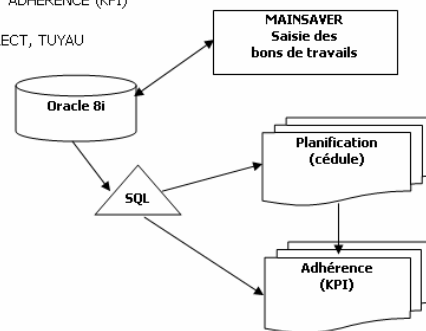 ADHÉRENCE (KPI)
MAINSAVER
Saisie des
bons de travails
ECT, TUYAU
Oracle 8i
Planification
(cédule)
SQL
Adhérence
(KPI)